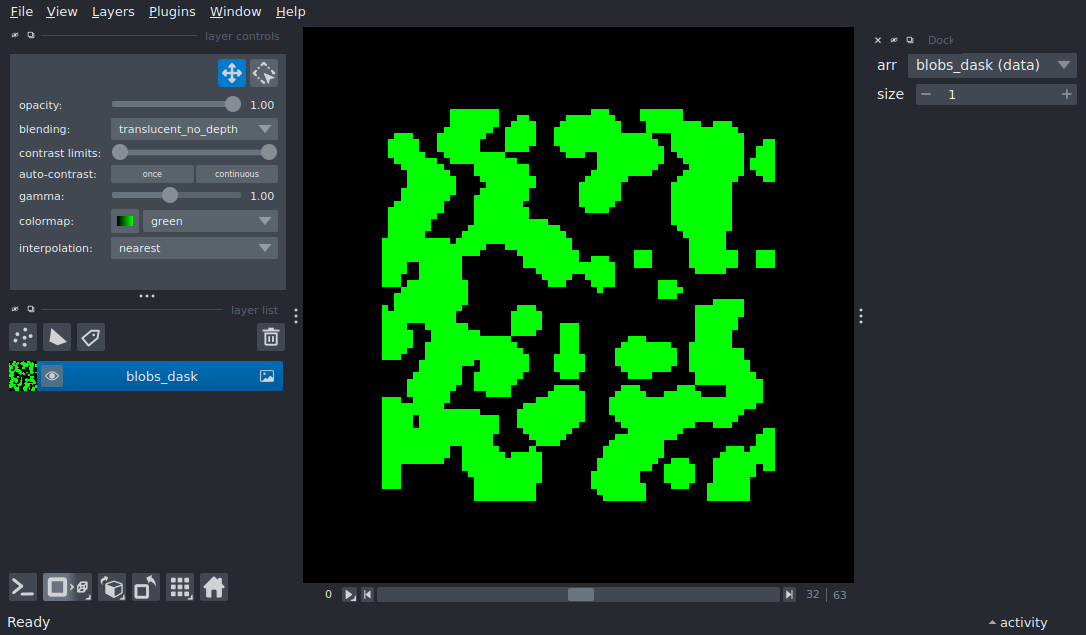 File View Layers Plugins Window Help
layer controls
opacity: 1.00
blending: translucent_no_depth
contrast limits:
auto-contrast: once continuous
gamma: 1.00
colormap: green
interpolation: nearest
layer list
blobs_dask
Dock
arr blobs_dask (data)
size 1
0 32 63
Ready
activity